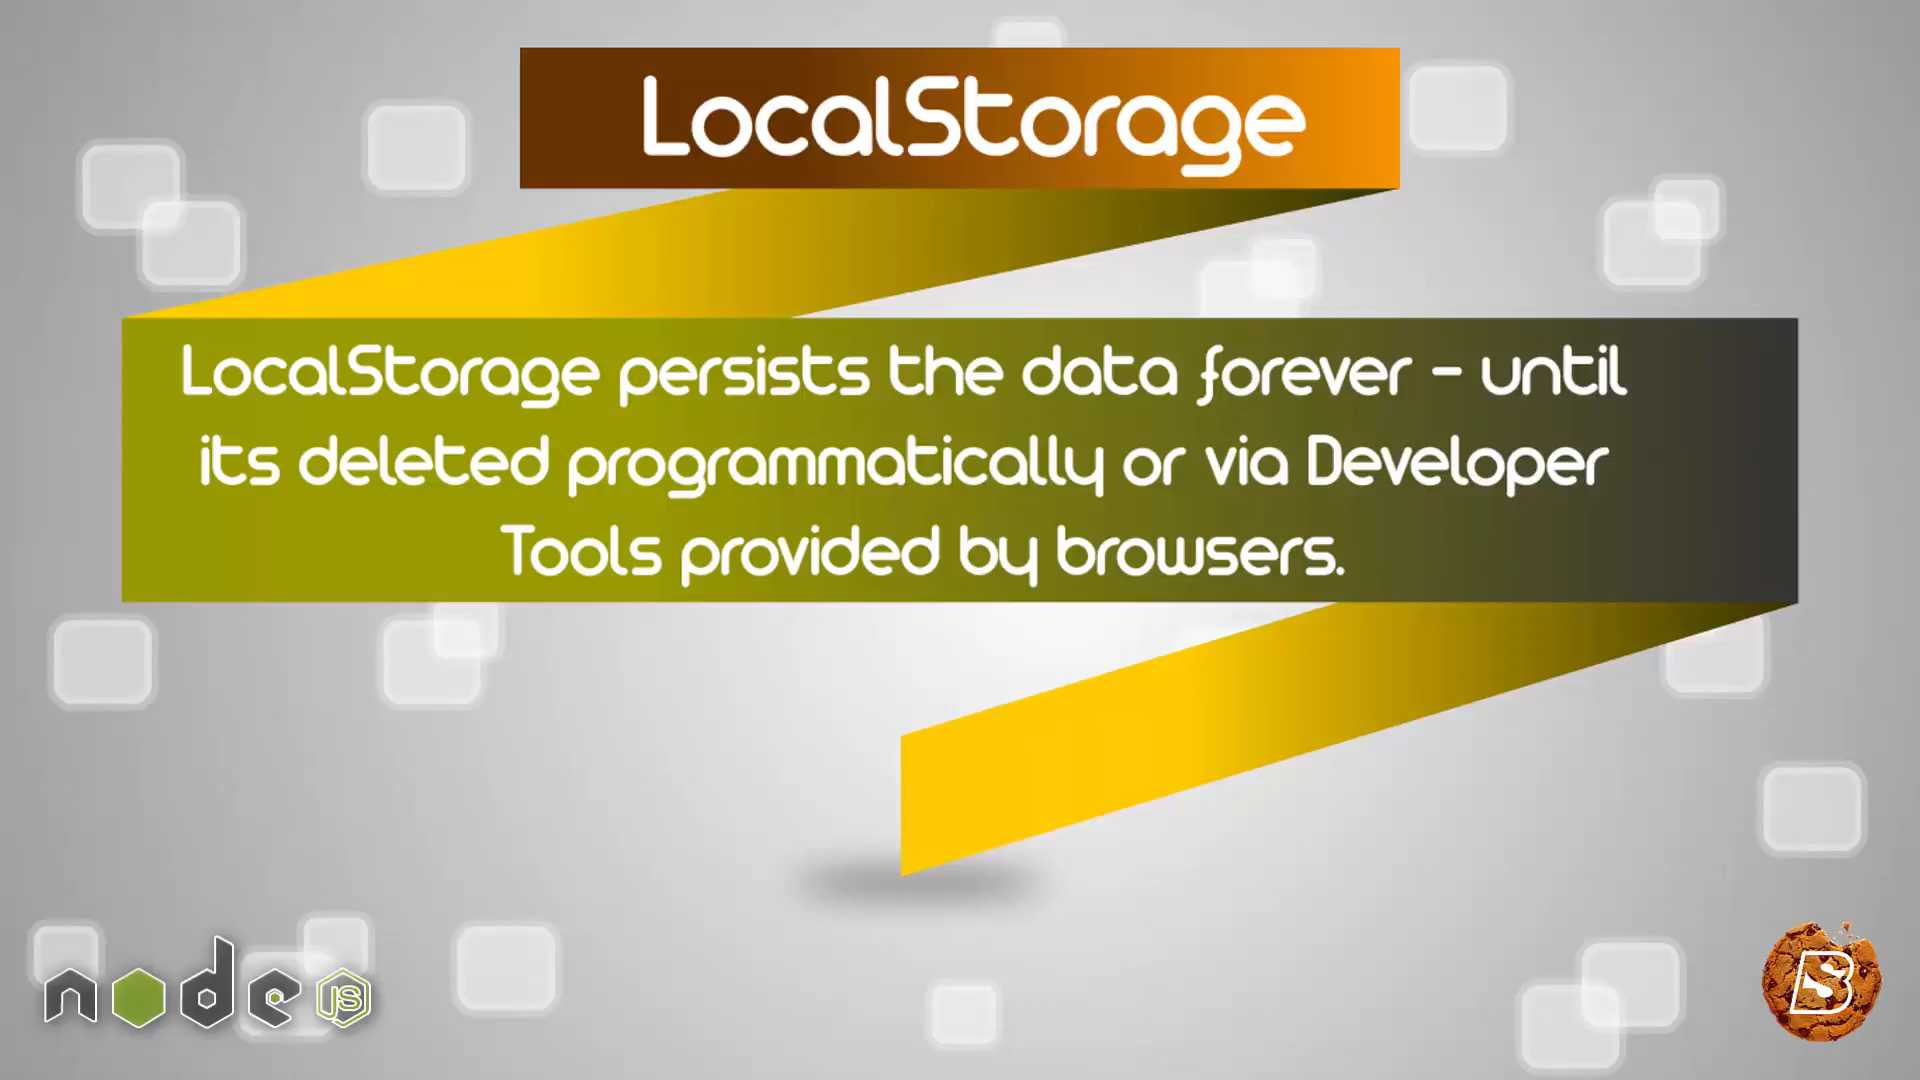 LocalStorage
LocalStorage persists the data forever - until
its deleted programmatically or via Developer
Tools provided by browsers.
node JS
BS